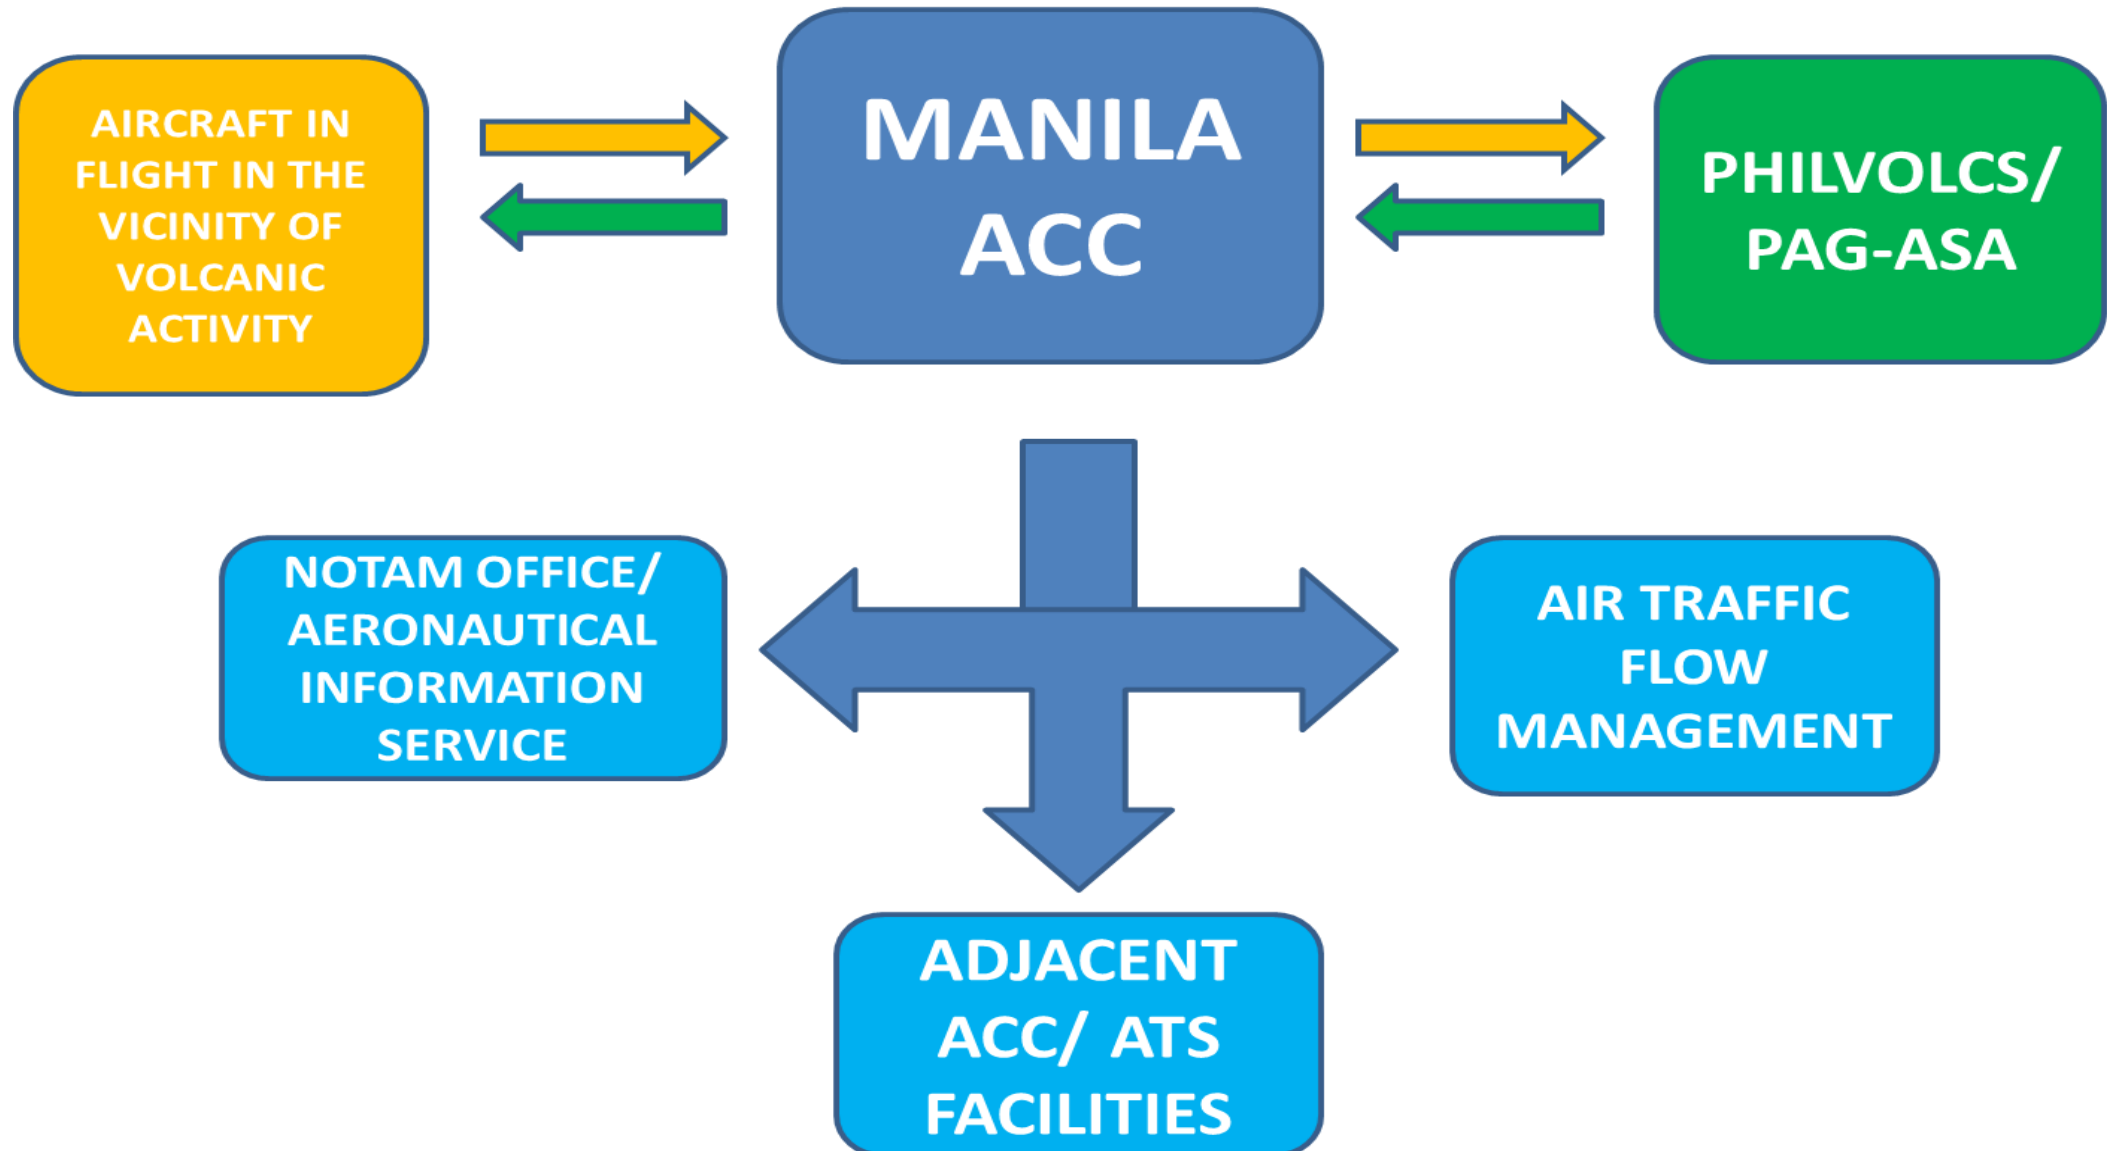 AIRCRAFT IN
FLIGHT IN THE
VICINITY OF
VOLCANIC
ACTIVITY
MANILA
ACC
PHILVOLCS/
PAG-ASA
NOTAM OFFICE/
AERONAUTICAL
INFORMATION
SERVICE
AIR TRAFFIC
FLOW
MANAGEMENT
ADJACENT
ACC/ ATS
FACILITIES